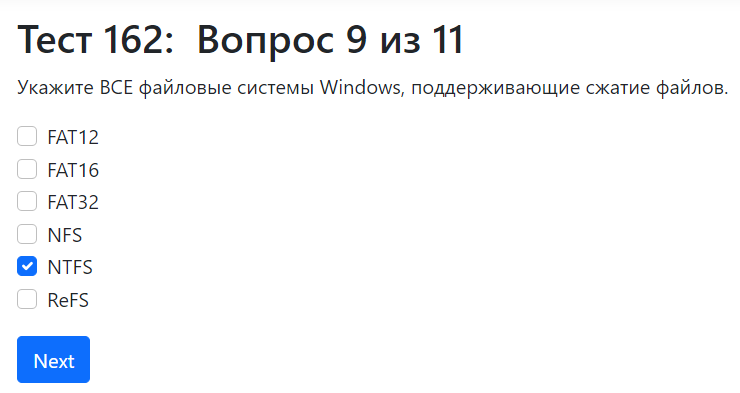 Тест 162: Вопрос 9 из 11
Укажите ВСЕ файловые системы Windows, поддерживающие сжатие файлов.
FAT12
FAT16
FAT32
NFS
NTFS
ReFS
Next